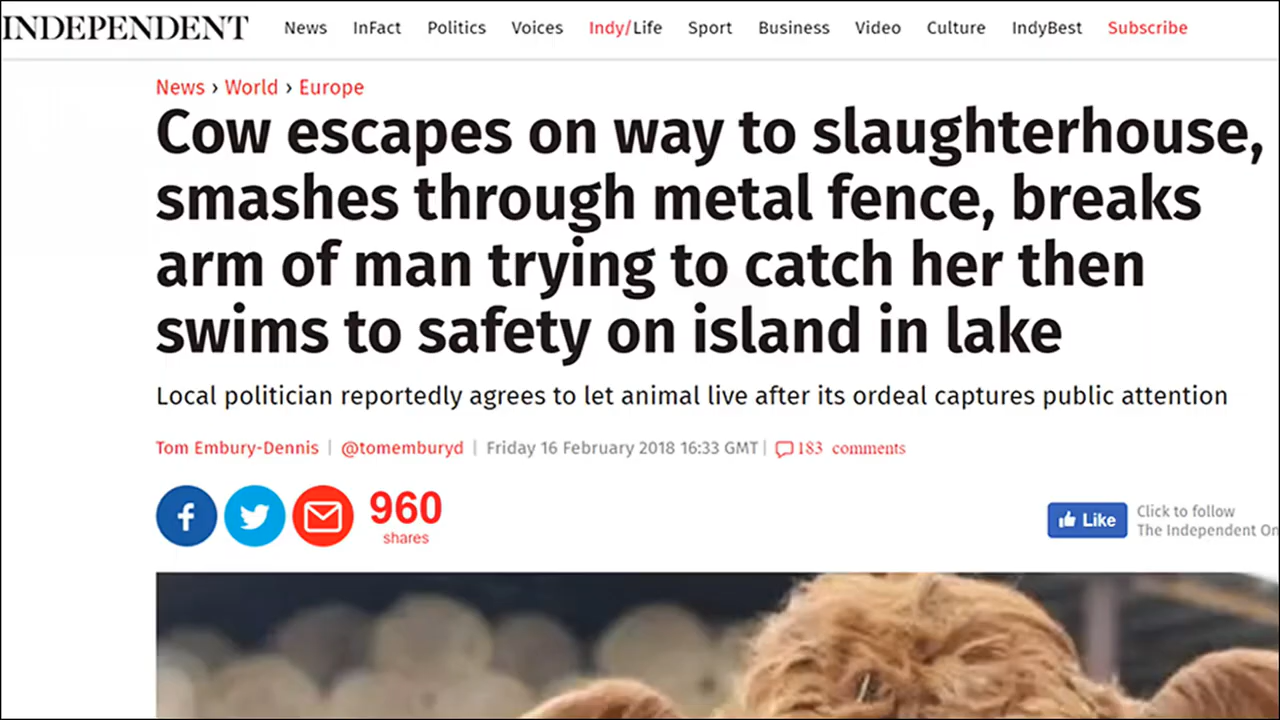 INDEPENDENT News InFact Politics Voices Indy/Life Sport Business Video Culture IndyBest Subscribe
News › World › Europe
Cow escapes on way to slaughterhouse,
smashes through metal fence, breaks
arm of man trying to catch her then
swims to safety on island in lake
Local politician reportedly agrees to let animal live after its ordeal captures public attention
Tom Embury-Dennis | @tomemburyd | Friday 16 February 2018 16:33 GMT | 183 comments
960
shares
Like
Click to follow
The Independent On